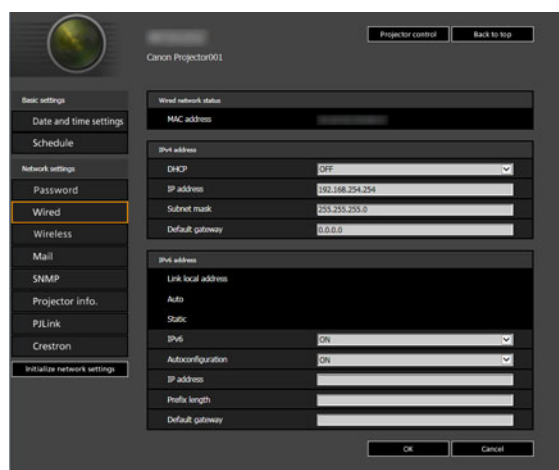 Projector control
Back to top
Canon Projector001
Basic settings
Date and time settings
Schedule
Network settings
Password
Wired
Wireless
Mail
SNMP
Projector info.
PJLink
Crestron
Initialize network settings
Wired network status
MAC address
IPv4 address
DHCP OFF
IP address 192.168.254.254
Subnet mask 255.255.255.0
Default gateway 0.0.0.0
IPv6 address
Link local address
Auto
Static
IPv6 ON
Autoconfiguration ON
IP address
Prefix length
Default gateway
OK
Cancel